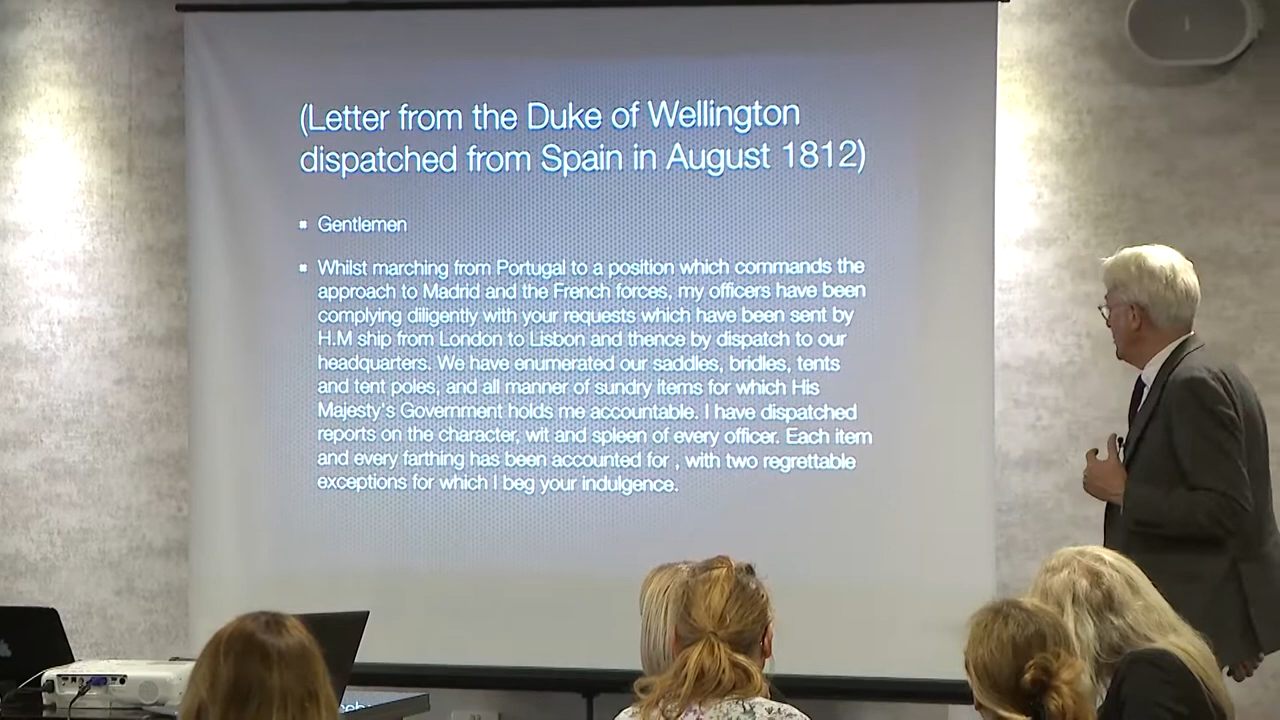 (Letter from the Duke of Wellington
dispatched from Spain in August 1812)
Gentlemen
Whilst marching from Portugal to a position which commands the
approach to Madrid and the French forces, my officers have been
complying diligently with your requests which have been sent by
H.M ship from London to Lisbon and thence by dispatch to our
headquarters. We have enumerated our saddles, bridles, tents
and tent poles, and all manner of sundry items for which His
Majesty's Government holds me accountable. I have dispatched
reports on the character, wit and spleen of every officer. Each item
and every farthing has been accounted for , with two regrettable
exceptions for which I beg your indulgence.